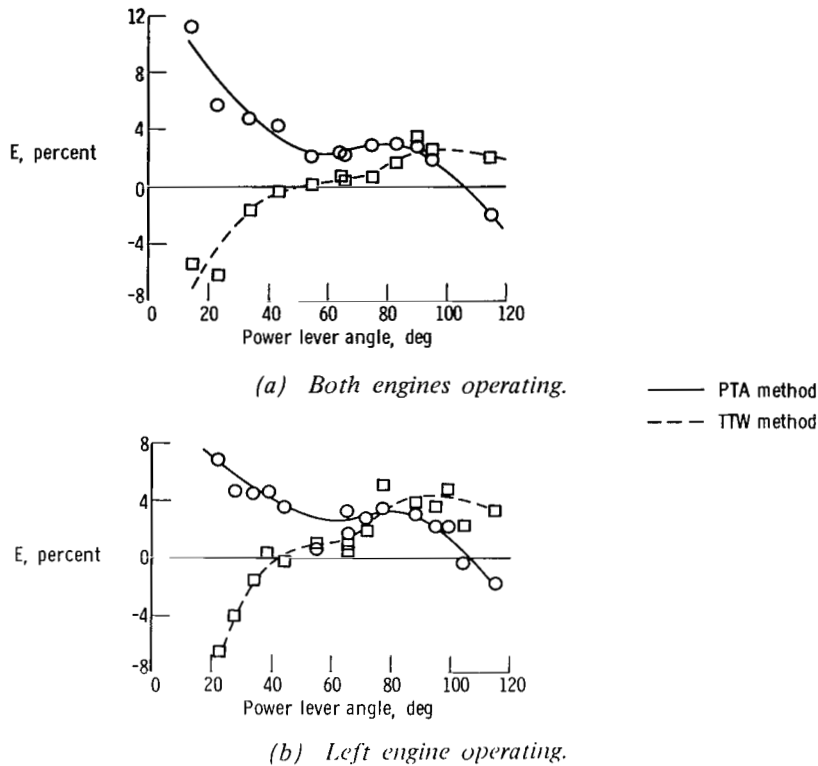 12
8
4
0
-4
-8
E, percent
0 20 40 60 80 100 120
Power lever angle, deg
(a) Both engines operating.
PTA method
TTW method
8
4
0
-4
-8
E, percent
0 20 40 60 80 100 120
Power lever angle, deg
(b) Left engine operating.